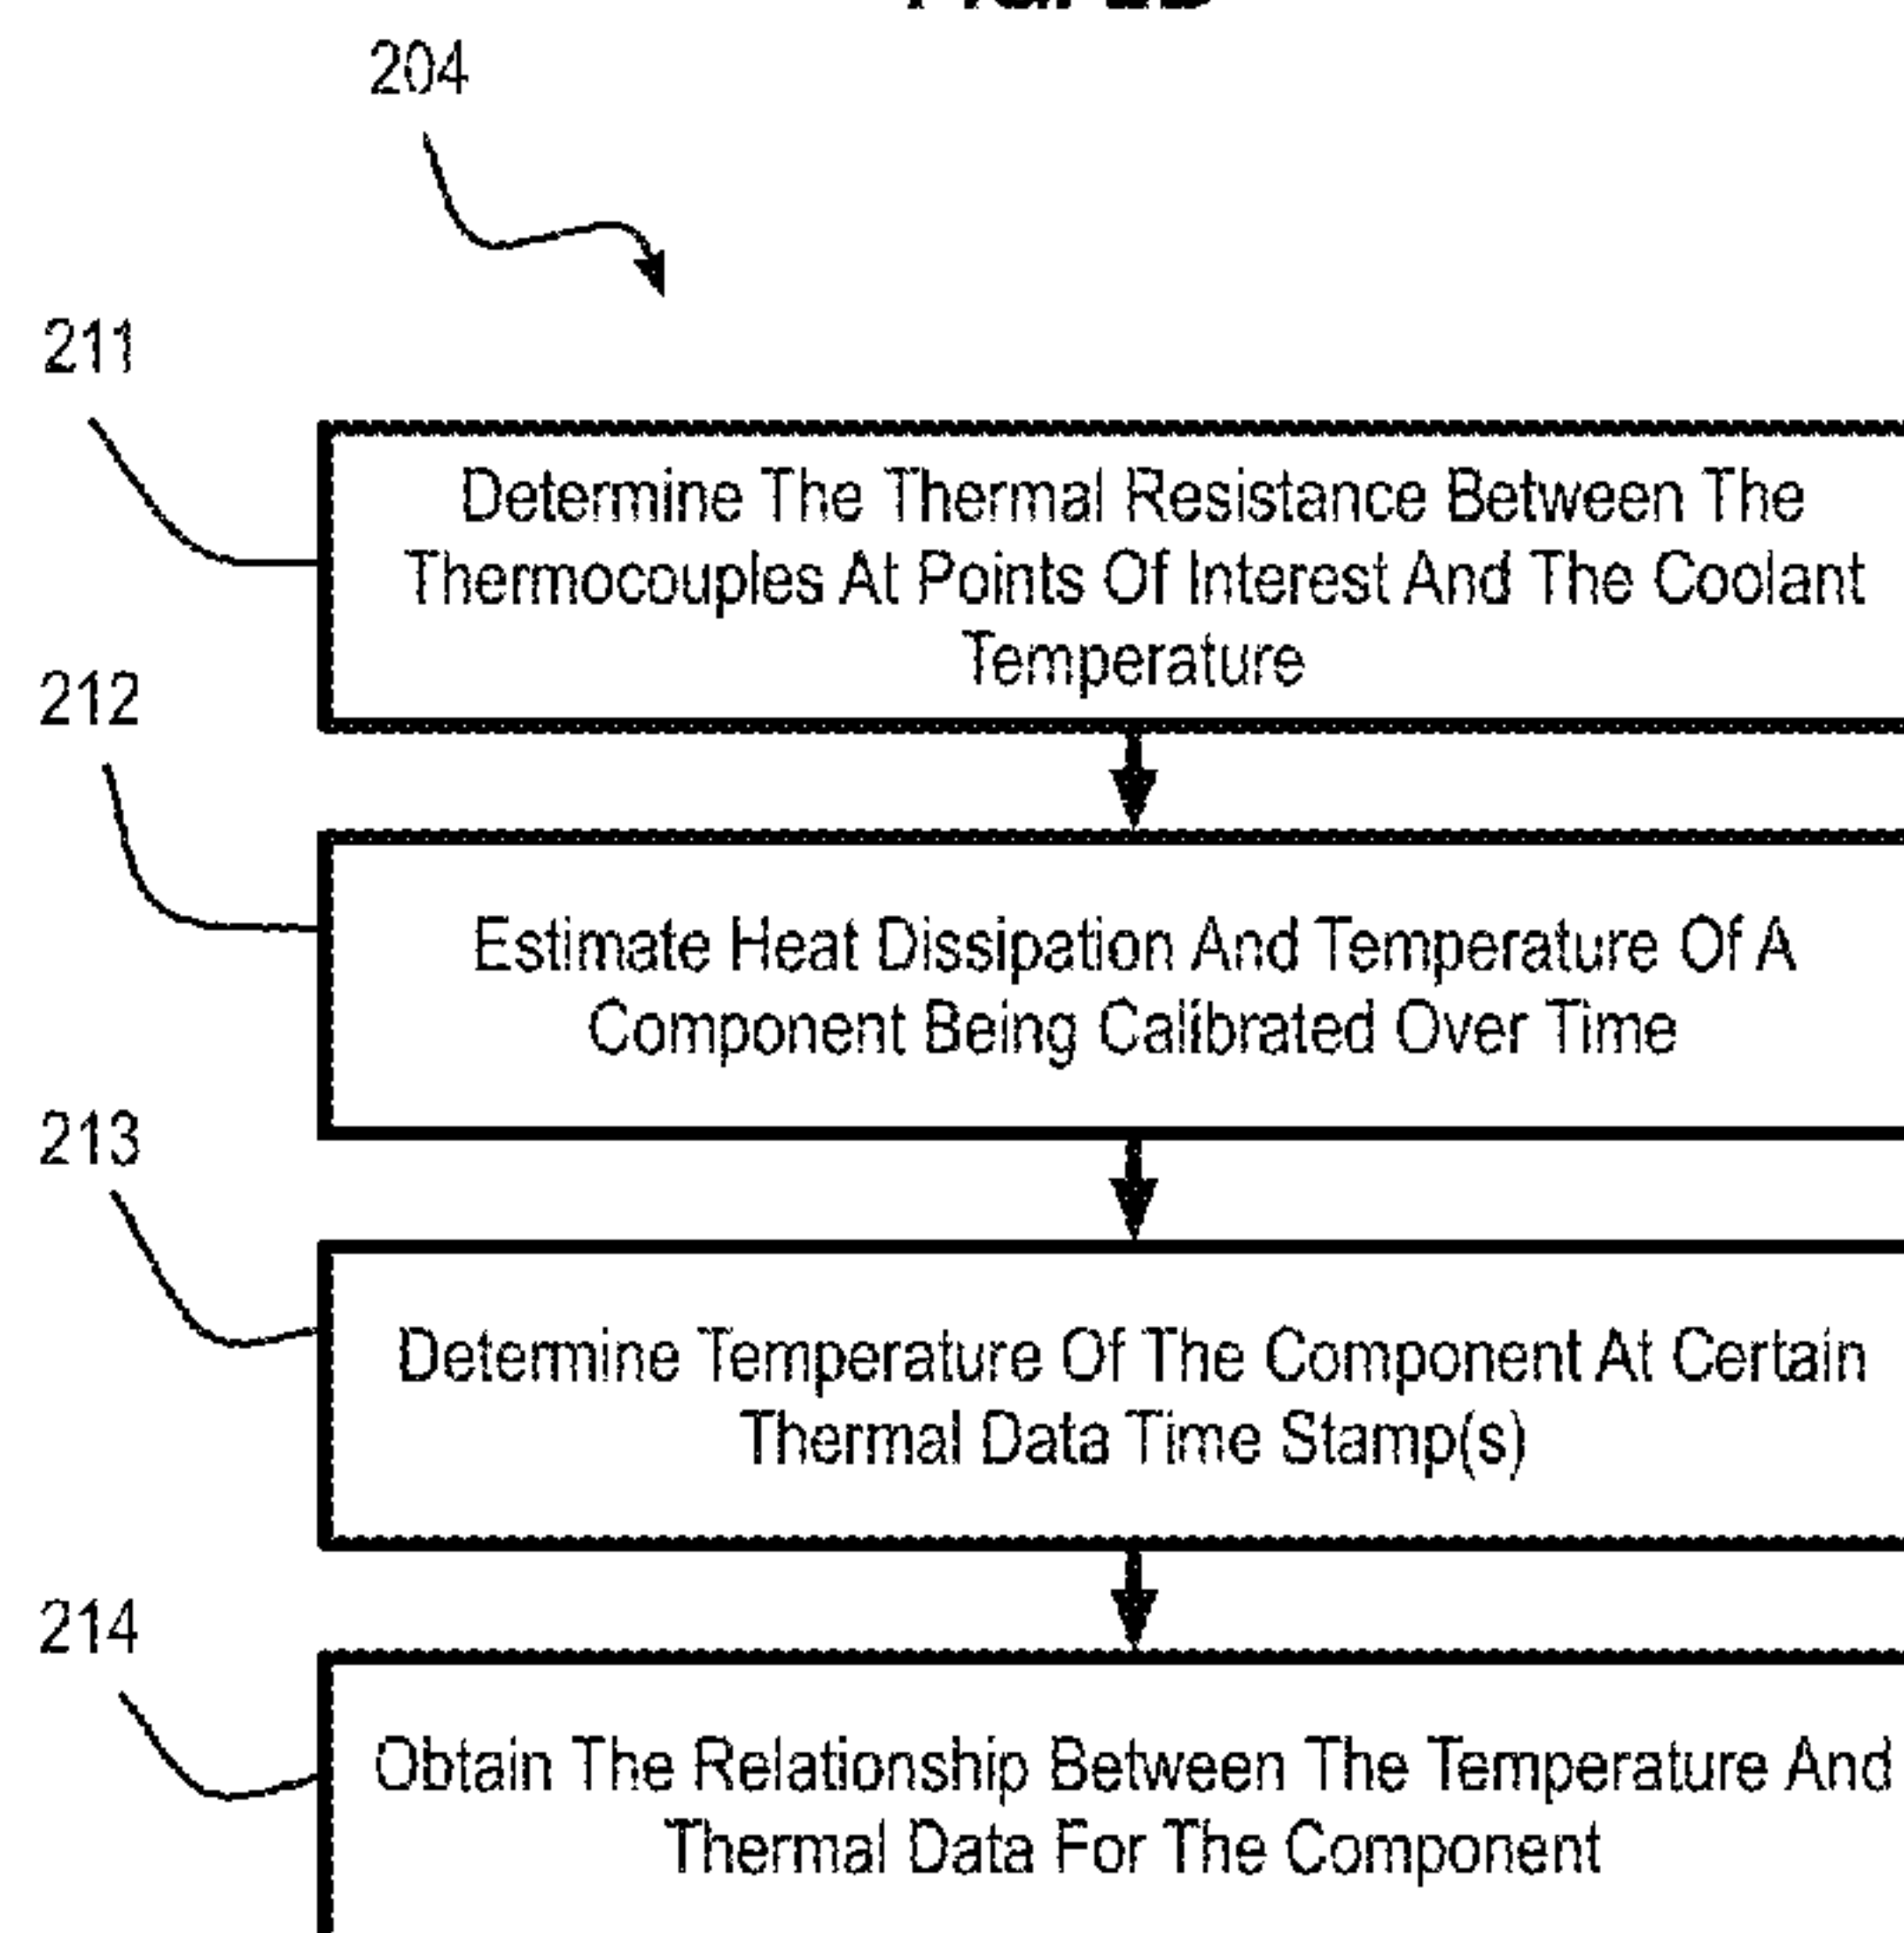 204
211
Determine The Thermal Resistance Between The
Thermocouples At Points Of Interest And The Coolant
Temperature
212
Estimate Heat Dissipation And Temperature Of A
Component Being Calibrated Over Time
213
Determine Temperature Of The Component At Certain
Thermal Data Time Stamp(s)
214
Obtain The Relationship Between The Temperature And
Thermal Data For The Component